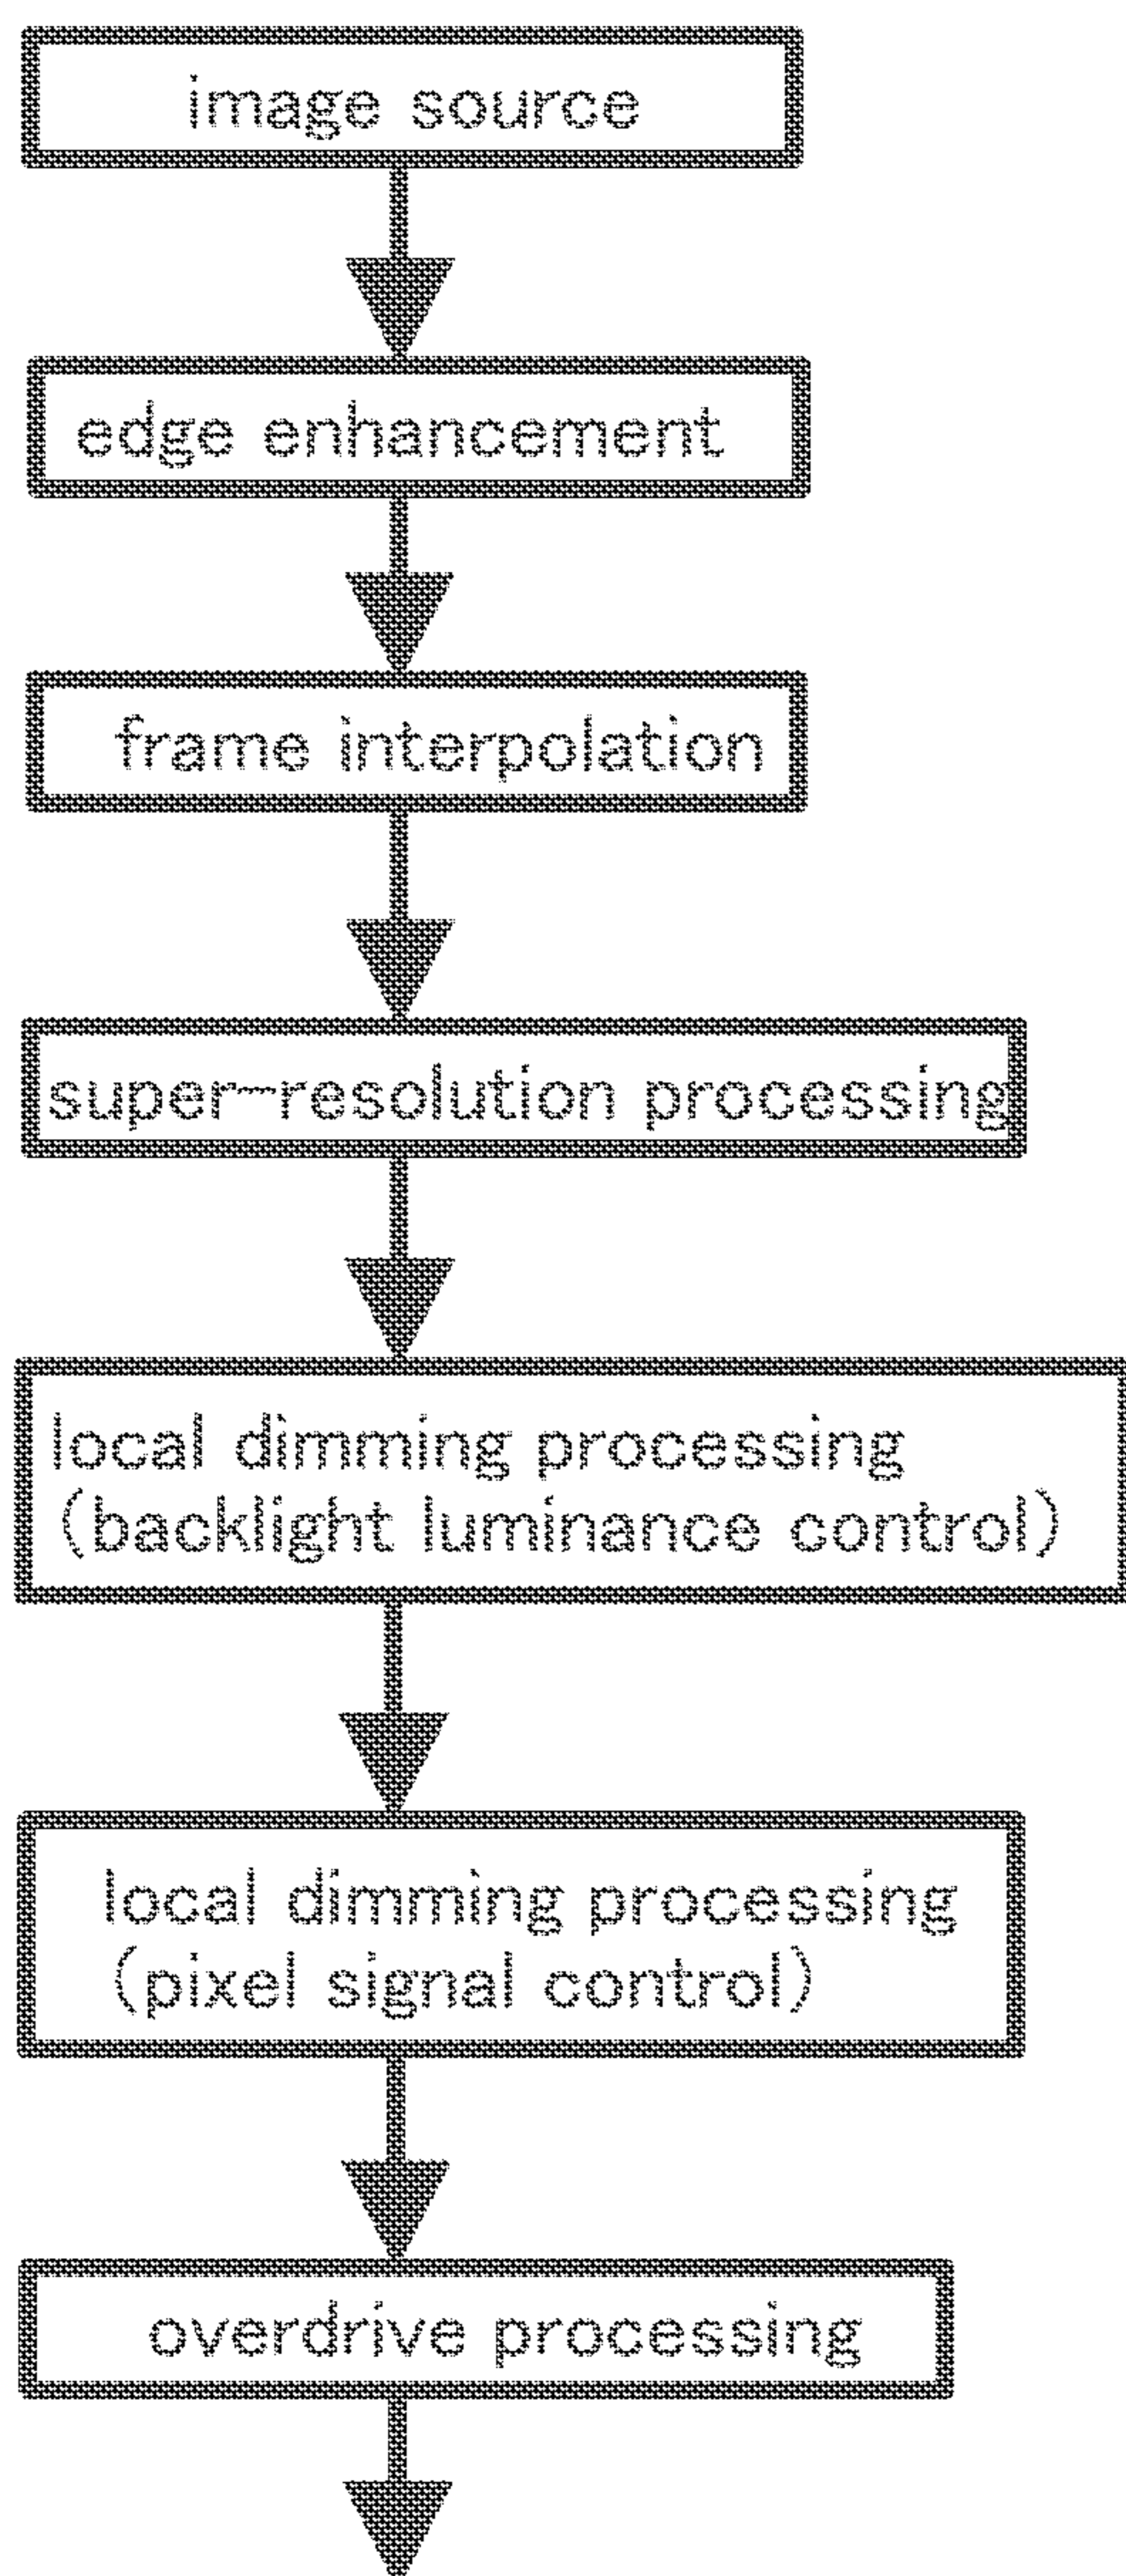 image source
edge enhancement
frame interpolation
super-resolution processing
local dimming processing
(backlight luminance control)
local dimming processing
(pixel signal control)
overdrive processing